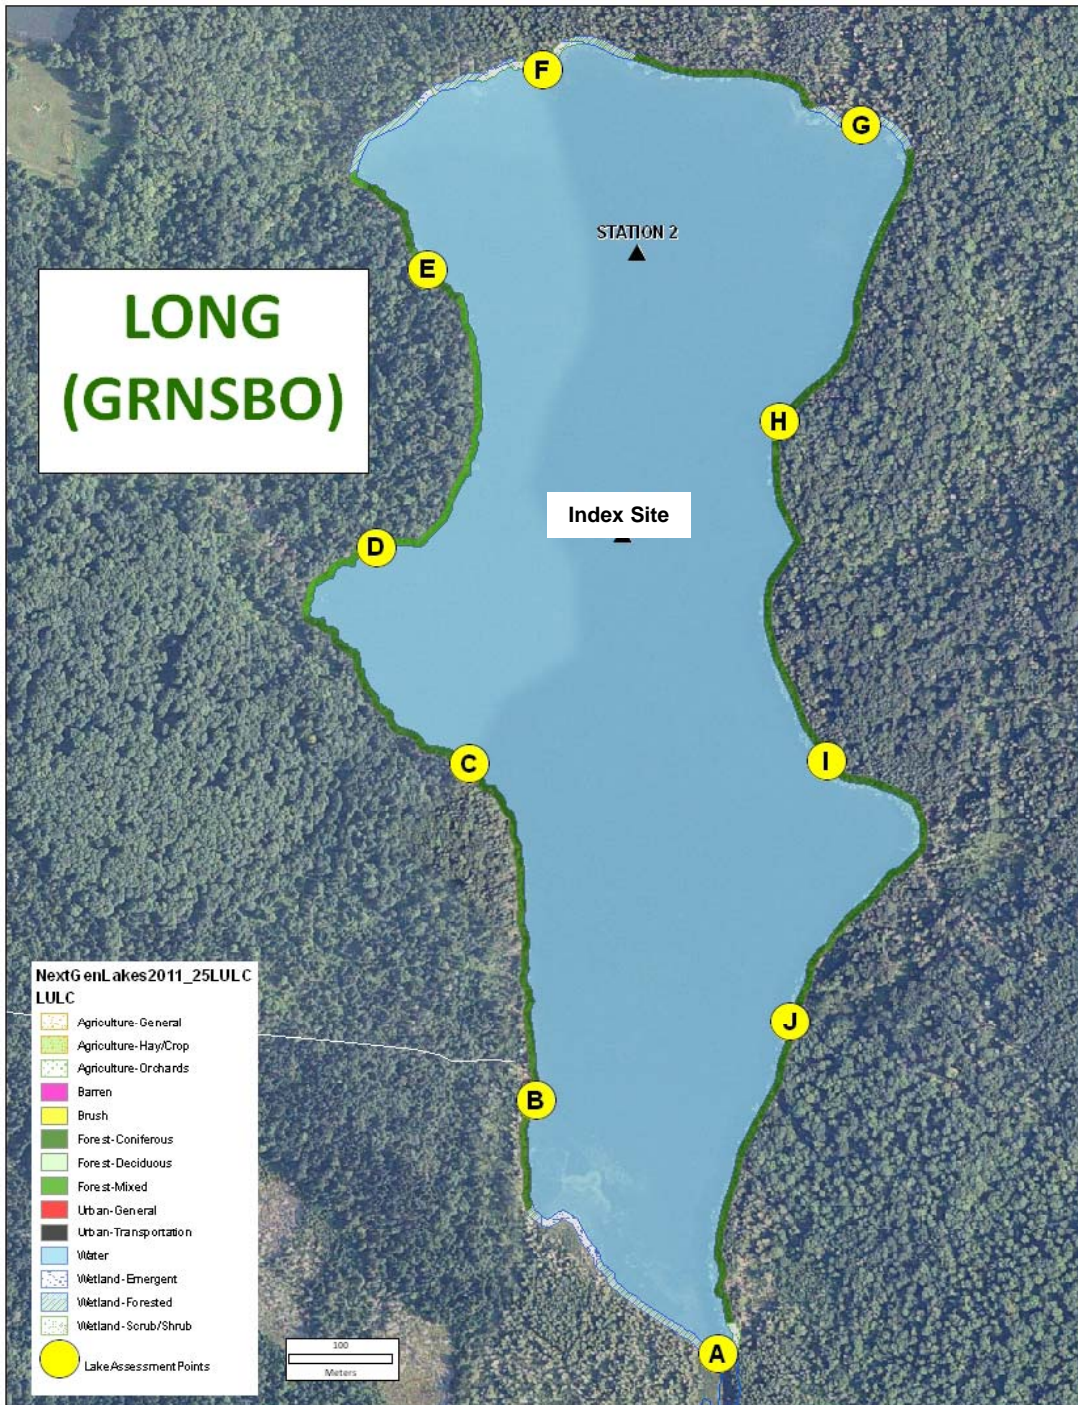 F
G
STATION 2
E
LONG
(GRNSBO)
H
Index Site
D
C
I
NextGenLakes2011_25LULC
LULC
Agriculture-General
Agriculture-Hay/Crop
Agriculture-Orchards
Barren
Brush
Forest-Coniferous
Forest-Deciduous
Forest-Mixed
Urban-General
Urban-Transportation
Water
Wetland-Emergent
Wetland-Forested
Wetland-Scrub/Shrub
Lake Assessment Points
J
B
100
Meters
A